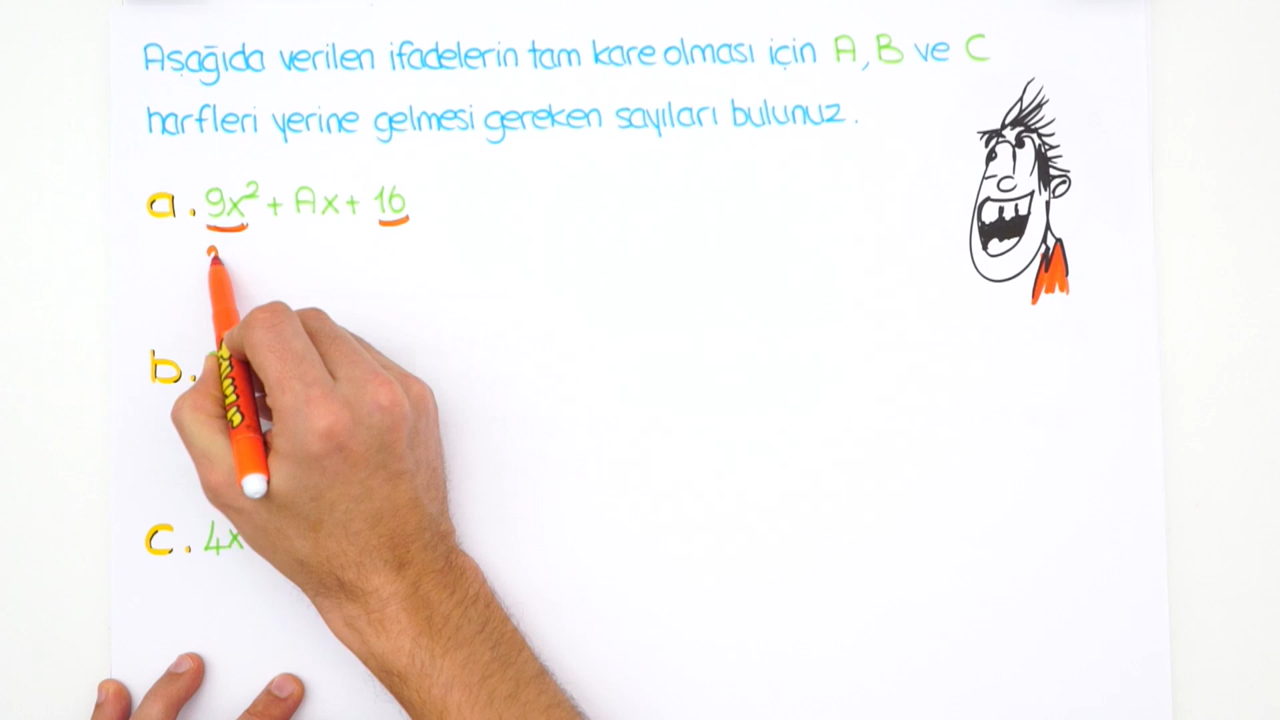 Aşağıda verilen ifadelerin tam kare olması için A, B ve C
harfleri yerine gelmesi gereken sayıları bulunuz.
a. 9x² + Ax + 16
b.
c. 4x